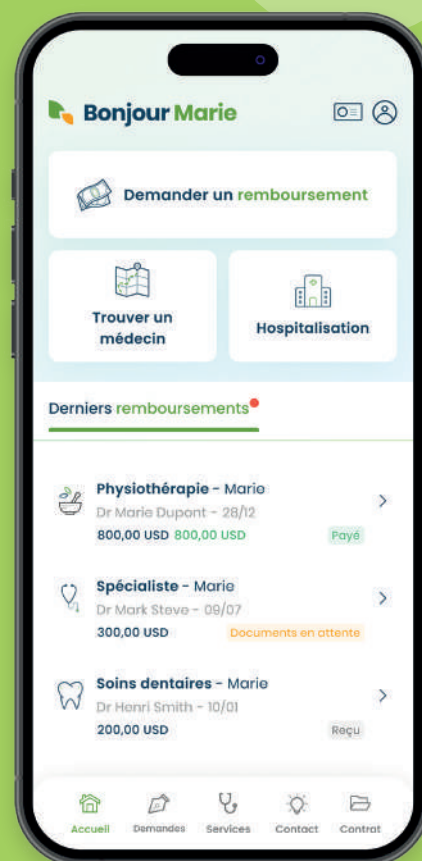 Bonjour Marie
Demander un remboursement
Trouver un
médecin
Hospitalisation
Derniers remboursements
Physiothérapie - Marie
Dr Marie Dupont - 28/12
800,00 USD 800,00 USD Payé
Spécialiste - Marie
Dr Mark Steve - 09/07
300,00 USD Documents en attente
Soins dentaires - Marie
Dr Henri Smith - 10/01
200,00 USD Reçu
Accueil Demandes Services Contact Contrat